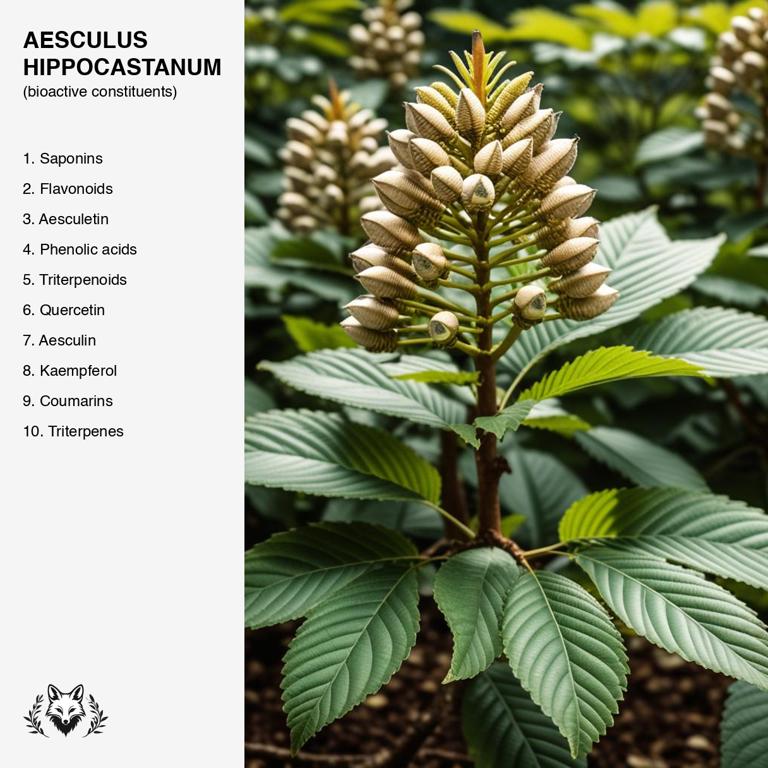 AESCULUS
HIPPOCASTANUM
(bioactive constituents)
1. Saponins
2. Flavonoids
3. Aesculetin
4. Phenolic acids
5. Triterpenoids
6. Quercetin
7. Aesculin
8. Kaempferol
9. Coumarins
10. Triterpenes